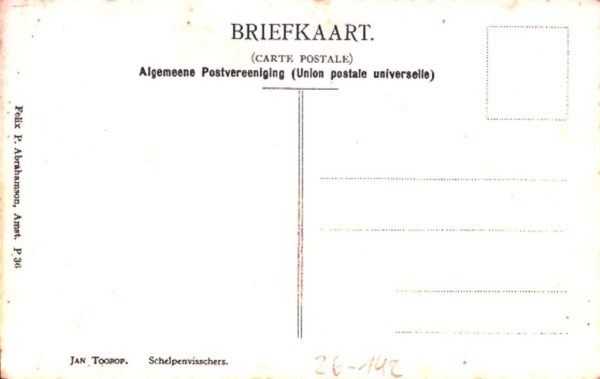 BRIEFKAART.
(CARTE POSTALE)
Algemeene Postvereeniging (Union postale universelle)
Felix P. Abrahamson, Amst. P 36
JAN TOOROP. Schelpenvisschers.
26-142